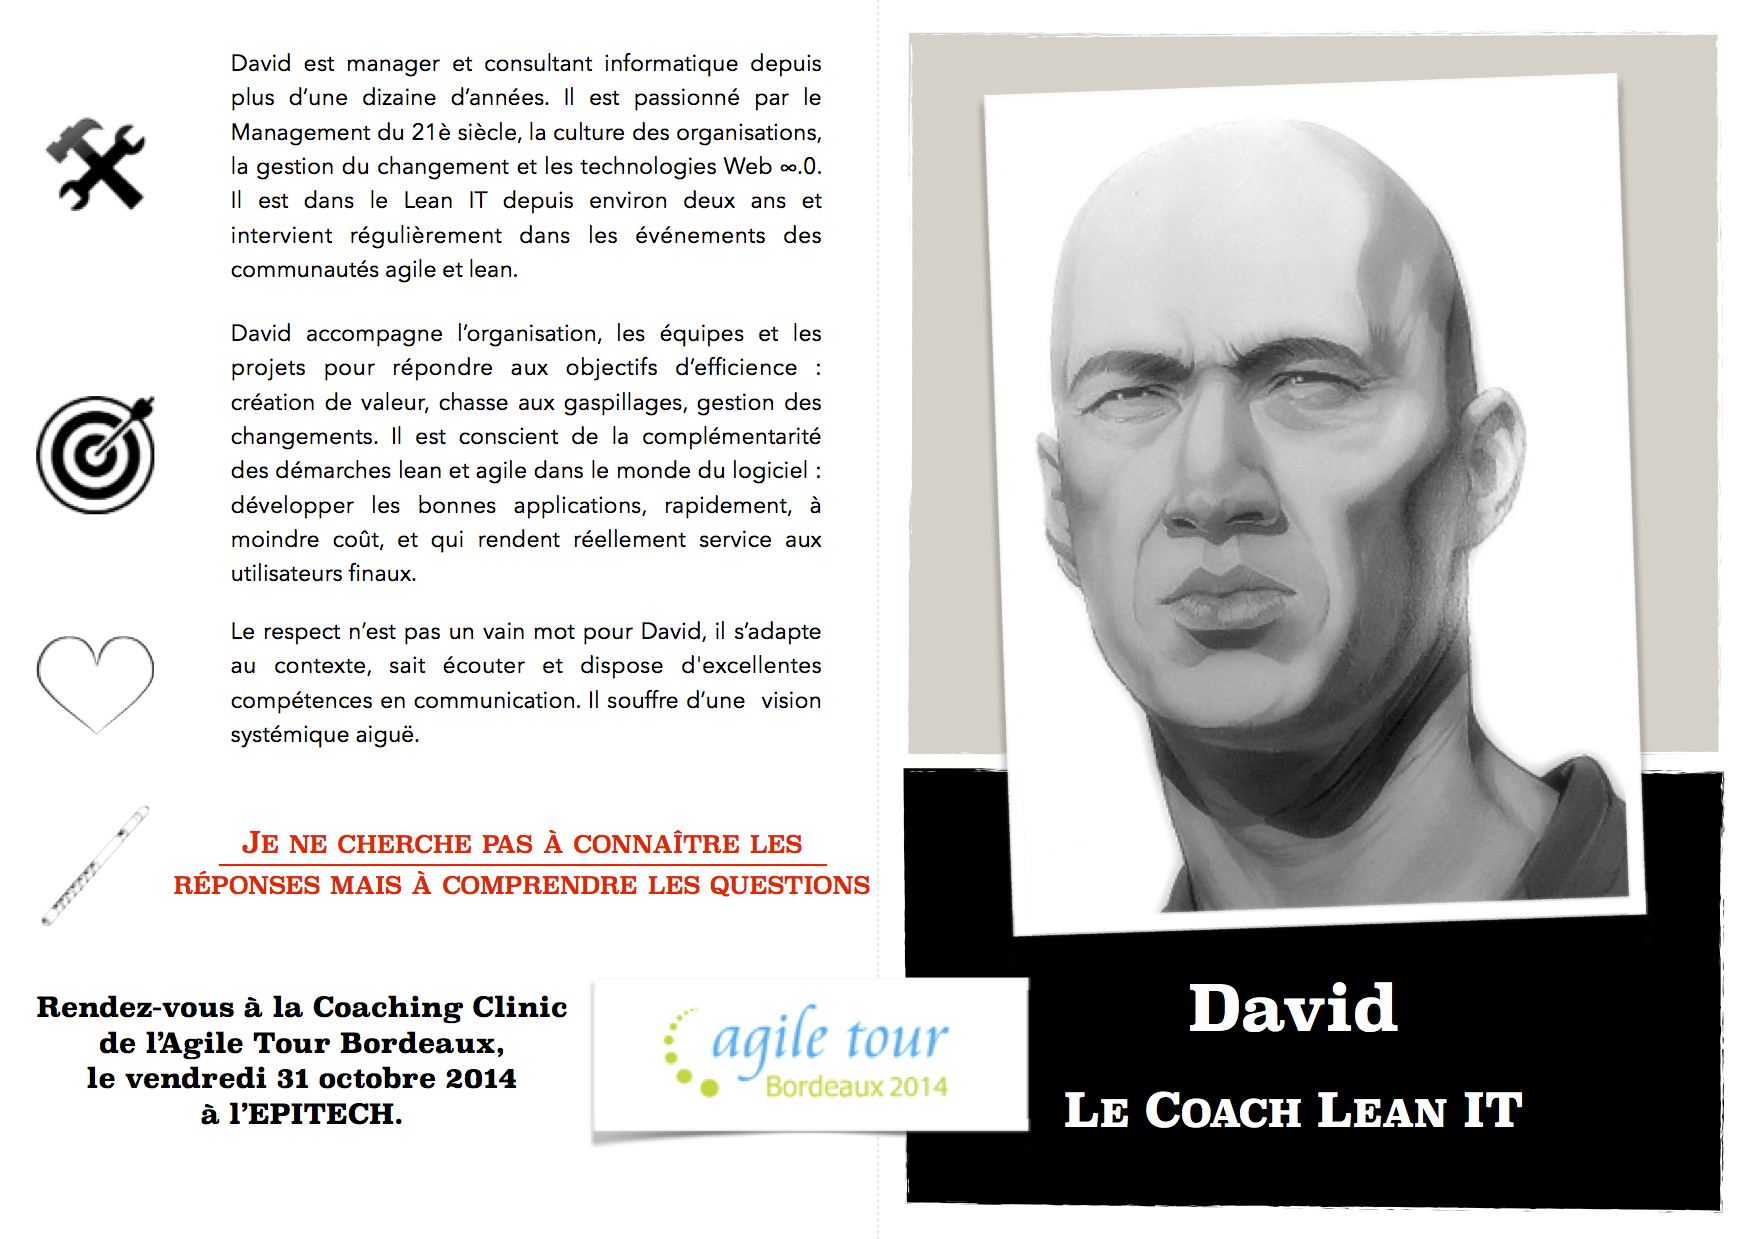 David est manager et consultant informatique depuis
plus d’une dizaine d’années. Il est passionné par le
Management du 21è siècle, la culture des organisations,
la gestion du changement et les technologies Web ∞.0.
Il est dans le Lean IT depuis environ deux ans et
intervient régulièrement dans les événements des
communautés agile et lean.
David accompagne l’organisation, les équipes et les
projets pour répondre aux objectifs d’efficience :
création de valeur, chasse aux gaspillages, gestion des
changements. Il est conscient de la complémentarité
des démarches lean et agile dans le monde du logiciel :
développer les bonnes applications, rapidement, à
moindre coût, et qui rendent réellement service aux
utilisateurs finaux.
Le respect n’est pas un vain mot pour David, il s’adapte
au contexte, sait écouter et dispose d'excellentes
compétences en communication. Il souffre d’une vision
systémique aiguë.
JE NE CHERCHE PAS À CONNAÎTRE LES
RÉPONSES MAIS À COMPRENDRE LES QUESTIONS
Rendez-vous à la Coaching Clinic
de l’Agile Tour Bordeaux,
le vendredi 31 octobre 2014
à l’EPITECH.
agile tour
Bordeaux 2014
David
LE COACH LEAN IT